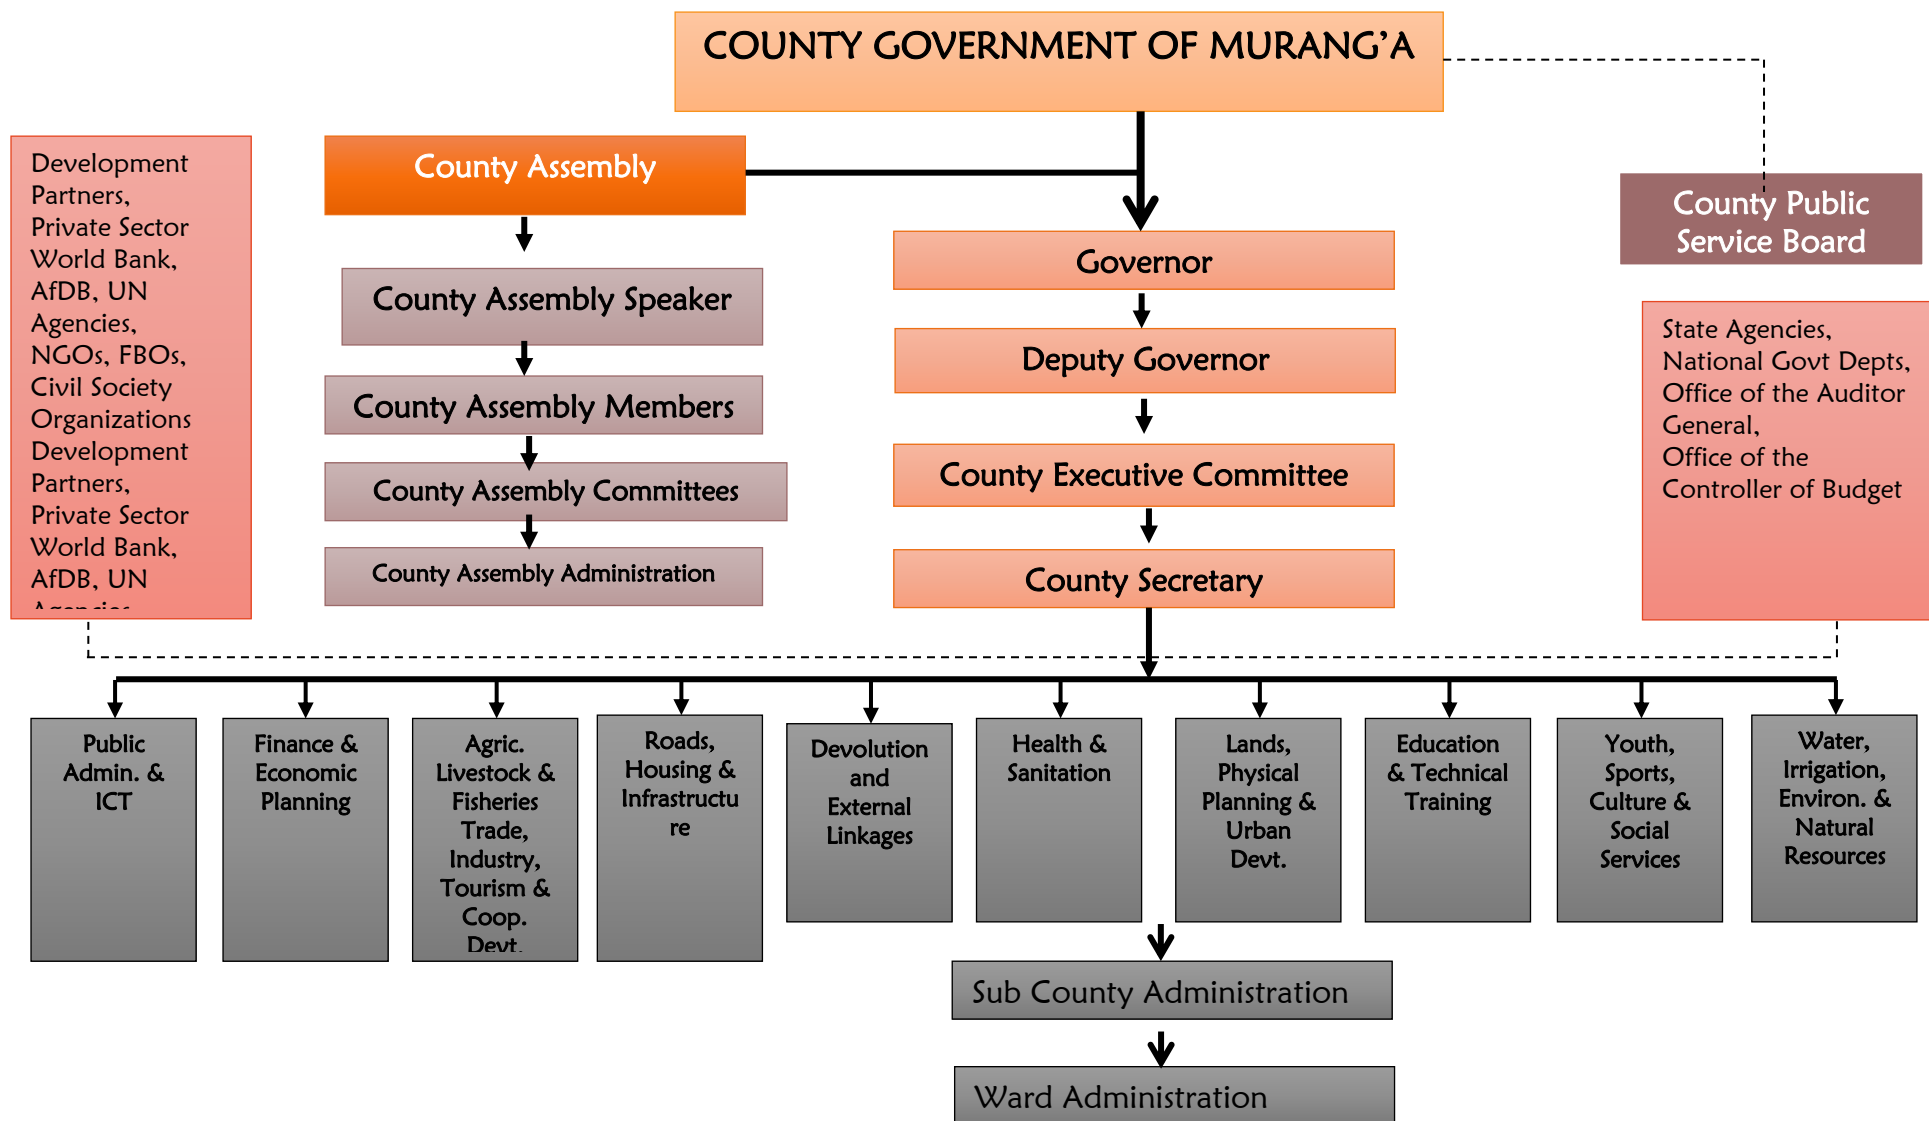 COUNTY GOVERNMENT OF MURANG’A
Development
Partners,
Private Sector
World Bank,
AfDB, UN
Agencies,
NGOs, FBOs,
Civil Society
Organizations
Development
Partners,
Private Sector
World Bank,
AfDB, UN
Agencies
County Assembly
County Assembly Speaker
County Assembly Members
County Assembly Committees
County Assembly Administration
Governor
Deputy Governor
County Executive Committee
County Secretary
County Public
Service Board
State Agencies,
National Govt Depts,
Office of the Auditor
General,
Office of the
Controller of Budget
Public
Admin. &
ICT
Finance &
Economic
Planning
Agric.
Livestock &
Fisheries
Trade,
Industry,
Tourism &
Coop.
Devt.
Roads,
Housing &
Infrastructu
re
Devolution
and
External
Linkages
Health &
Sanitation
Lands,
Physical
Planning &
Urban
Devt.
Education
& Technical
Training
Youth,
Sports,
Culture &
Social
Services
Water,
Irrigation,
Environ. &
Natural
Resources
Sub County Administration
Ward Administration